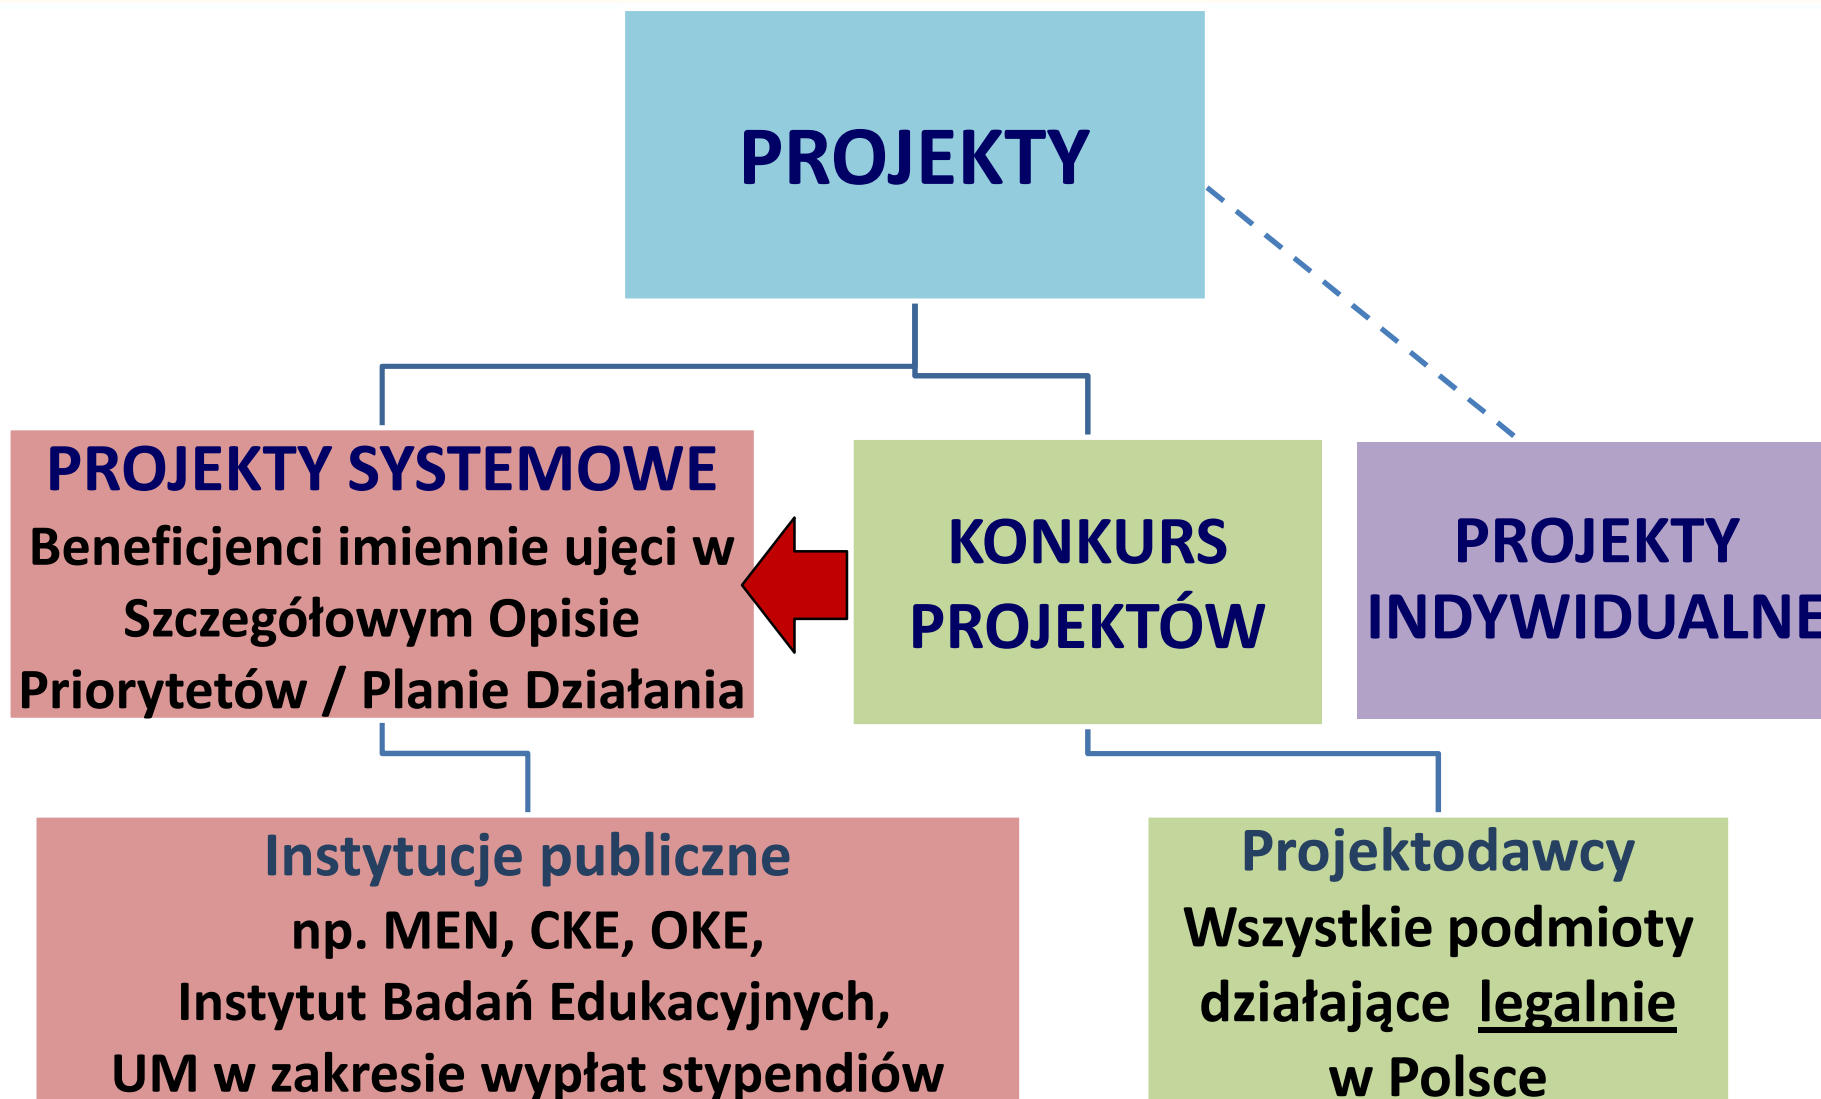 PROJEKTY
PROJEKTY SYSTEMOWE
Beneficjenci imiennie ujęci w
Szczegółowym Opisie
Priorytetów / Planie Działania
KONKURS
PROJEKTÓW
PROJEKTY
INDYWIDUALNE
Instytucje publiczne
np. MEN, CKE, OKE,
Instytut Badań Edukacyjnych,
UM w zakresie wypłat stypendiów
Projektodawcy
Wszystkie podmioty
działające legalnie
w Polsce